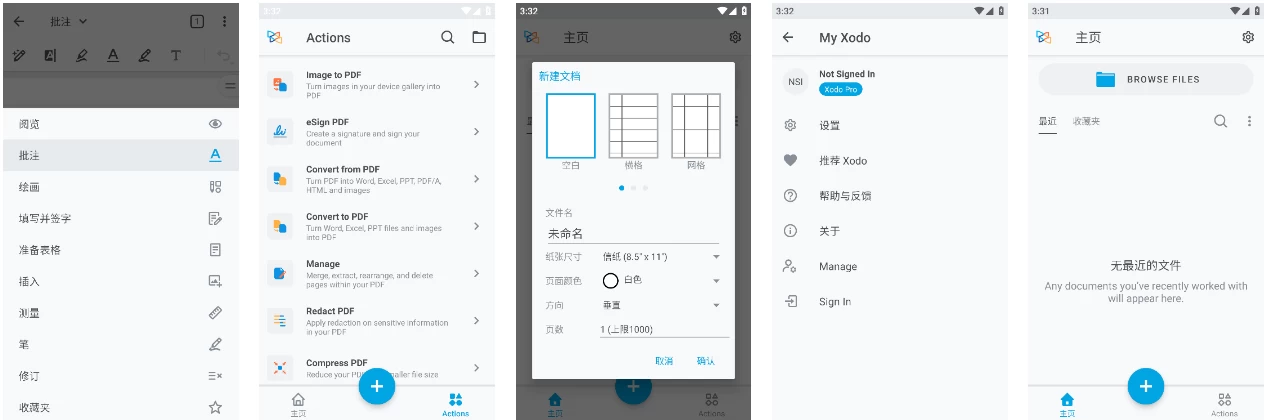 批注
1
T
阅览
批注
A
绘画
填写并签字
准备表格
插入
测量
笔
修订
收藏夹
3:32
Actions
Image to PDF
Turn images in your device gallery into
PDF
eSign PDF
Create a signature and sign your
document
Convert from PDF
Turn PDF into Word, Excel, PPT, PDF/A,
HTML and images
Convert to PDF
Turn Word, Excel, PPT files and images
into PDF
Manage
Merge, extract, rearrange, and delete
pages within your PDF
Redact PDF
Apply redaction on sensitive information
in your PDF
Compress PDF
Reduce your PDF smaller file size
主页
Actions
3:32
主页
新建文档
空白
横格
网格
文件名
未命名
纸张尺寸 信纸 (8.5" x 11")
页面颜色 白色
方向 垂直
页数 1 (上限1000)
取消 确认
主页
Actions
3:32
My Xodo
NSI
Not Signed In
Xodo Pro
设置
推荐 Xodo
帮助与反馈
关于
Manage
Sign In
3:31
主页
BROWSE FILES
最近 收藏夹
无最近的文件
Any documents you've recently worked with
will appear here.
主页
Actions